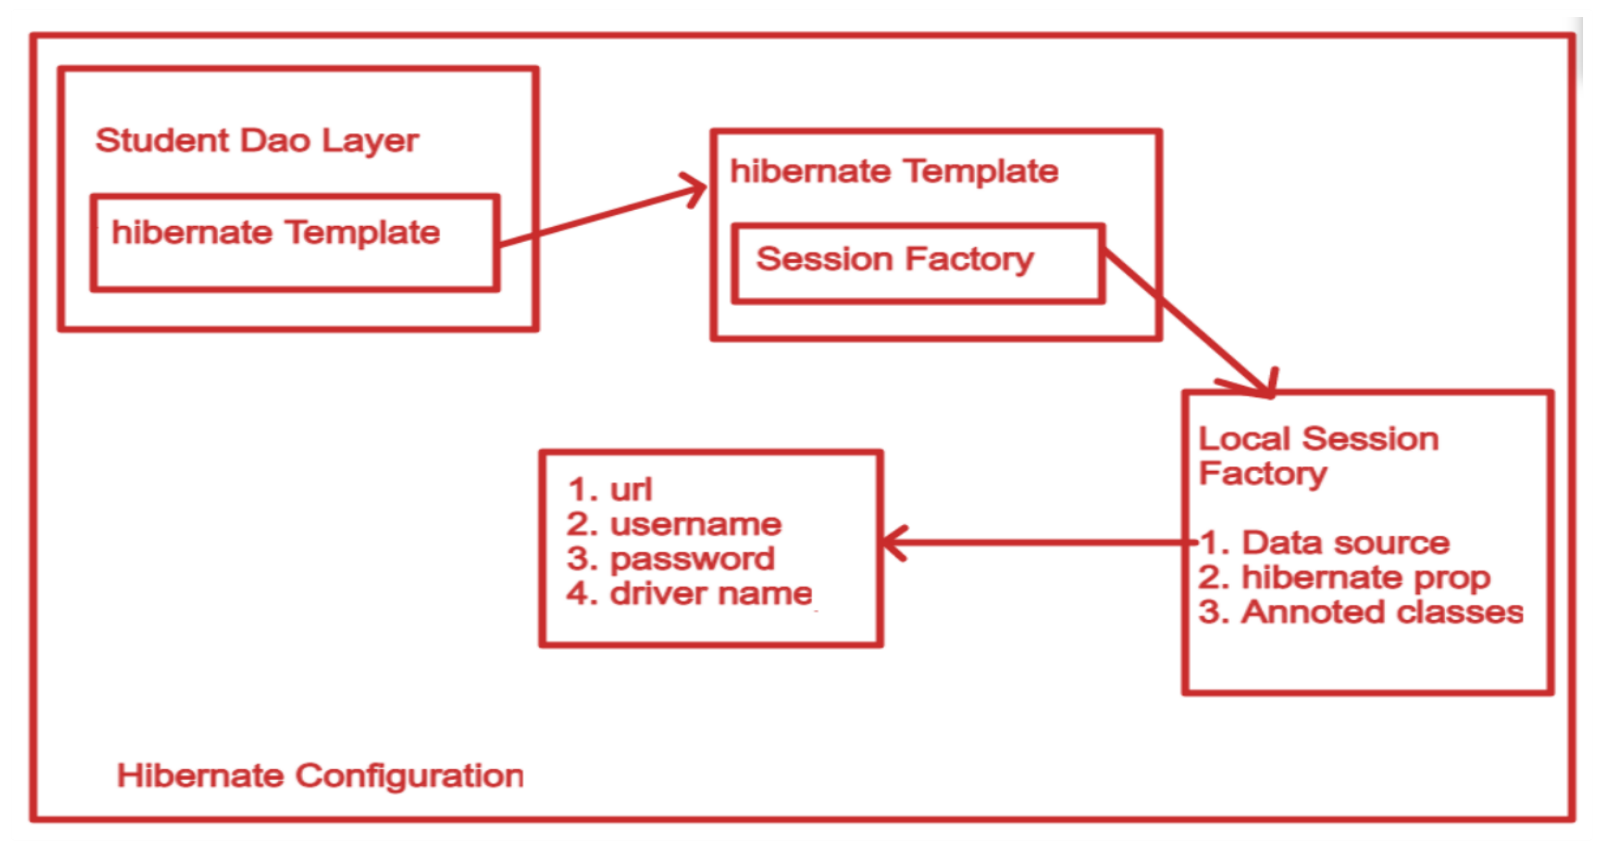 Student Dao Layer
hibernate Template
hibernate Template
Session Factory
Local Session
Factory
1. Data source
2. hibernate prop
3. Annoted classes
1. url
2. username
3. password
4. driver name
Hibernate Configuration